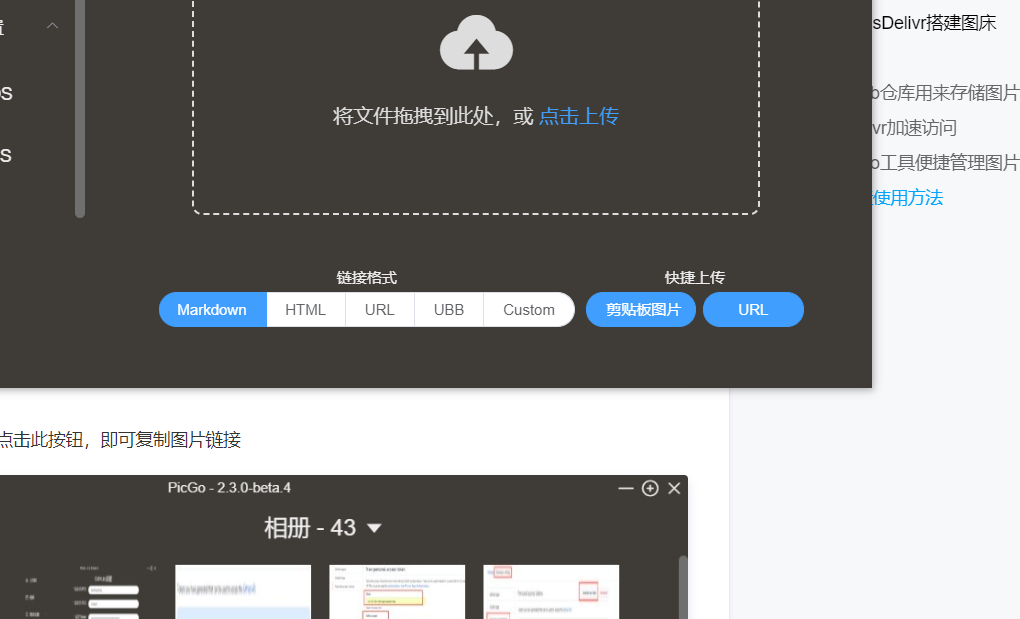 sDelivr搭建图床
b仓库用来存储图片
vr加速访问
o工具便捷管理图片
使用方法
将文件拖拽到此处，或 点击上传
链接格式
快捷上传
Markdown HTML URL UBB Custom 剪贴板图片 URL
点击此按钮，即可复制图片链接
PicGo - 2.3.0-beta.4
相册 - 43